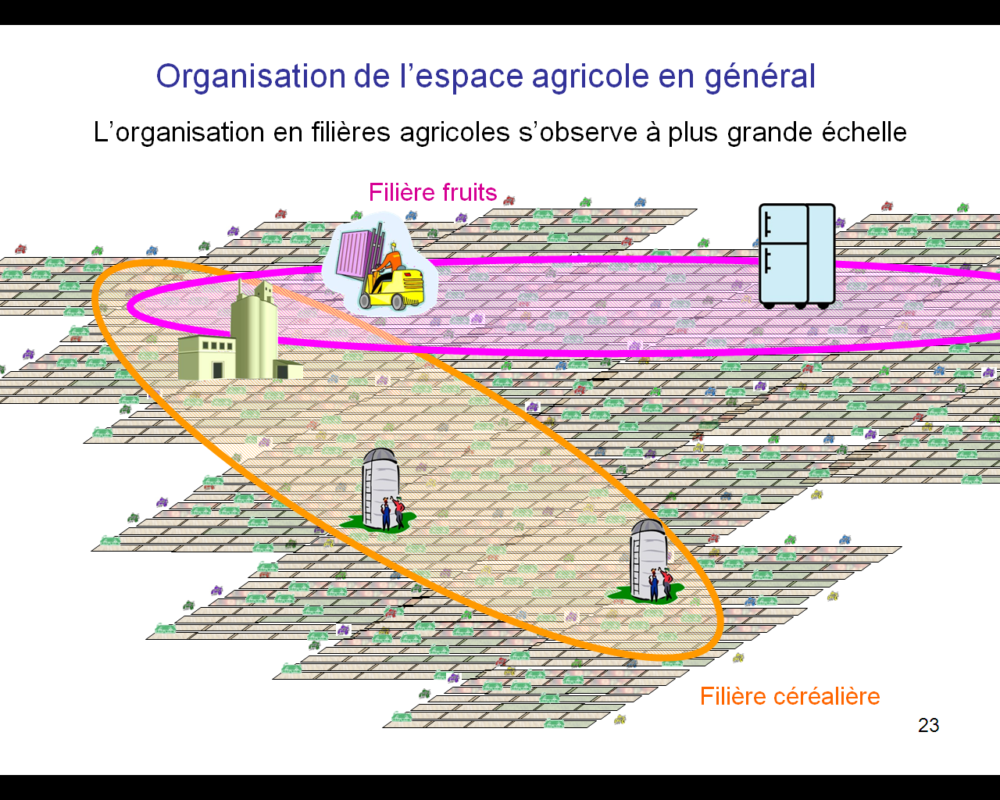 Organisation de l’espace agricole en général
L’organisation en filières agricoles s’observe à plus grande échelle
Filière fruits
Filière céréalière
23